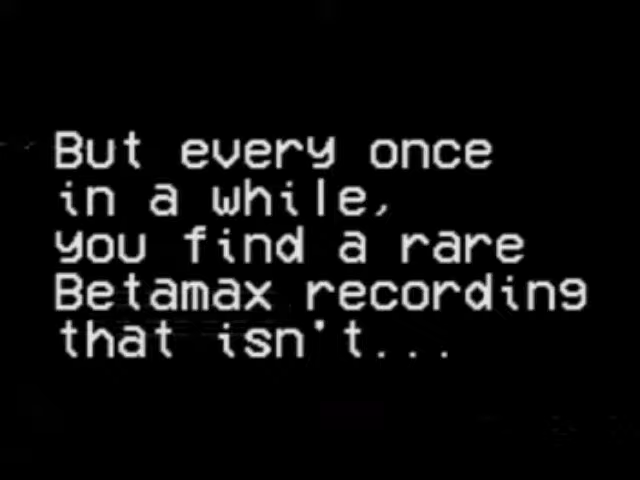 But every once
in a while,
you find a rare
Betamax recording
that isn't...